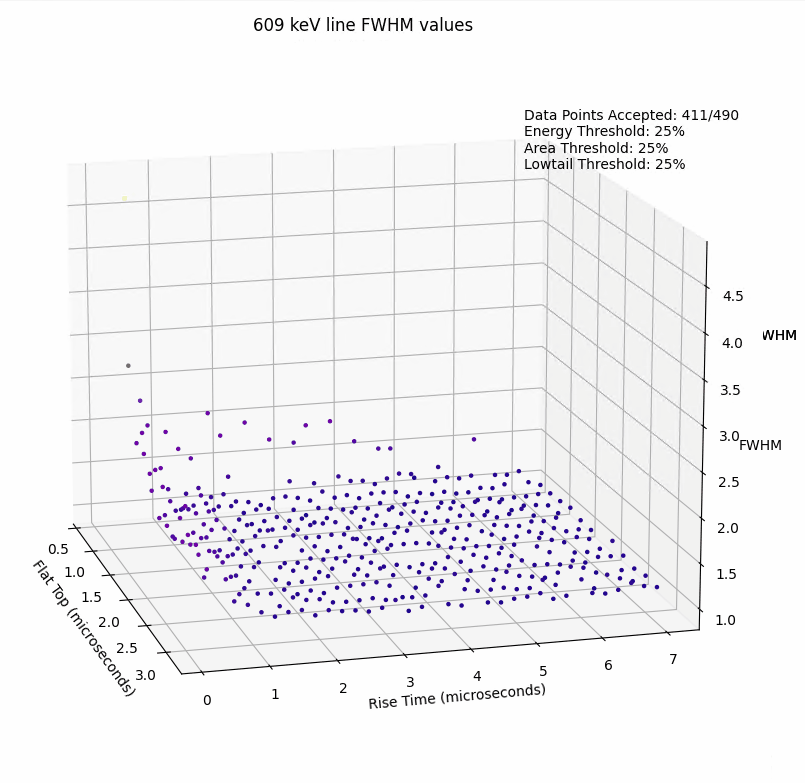 609 keV line FWHM values
Data Points Accepted: 411/490
Energy Threshold: 25%
Area Threshold: 25%
Lowtail Threshold: 25%
4.5
4.0
WHM
3.5
3.0
FWHM
2.5
2.0
1.5
1.0
0.5
1.0
1.5
2.0
2.5
3.0
Flat Top (microseconds)
0
1
2
3
4
5
6
7
Rise Time (microseconds)